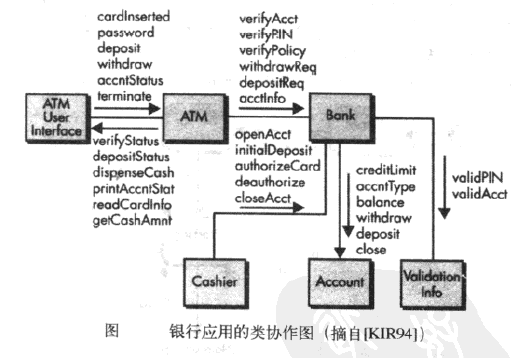 cardInserted
password
deposit
withdraw
accntStatus
terminate
verifyAcct
verifyPIN
verifyPolicy
withdrawReq
depositReq
acctInfo
ATM
User
Interface
ATM
Bank
verifyStatus
depositStatus
dispenseCash
printAccntStat
readCardInfo
getCashAmnt
openAcct
initialDeposit
authorizeCard
deauthorize
closeAcct
creditLimit
accntType
balance
withdraw
deposit
close
validPIN
validAcct
Cashier
Account
Validation
Info
图 银行应用的类协作图（摘自[KIR94]）